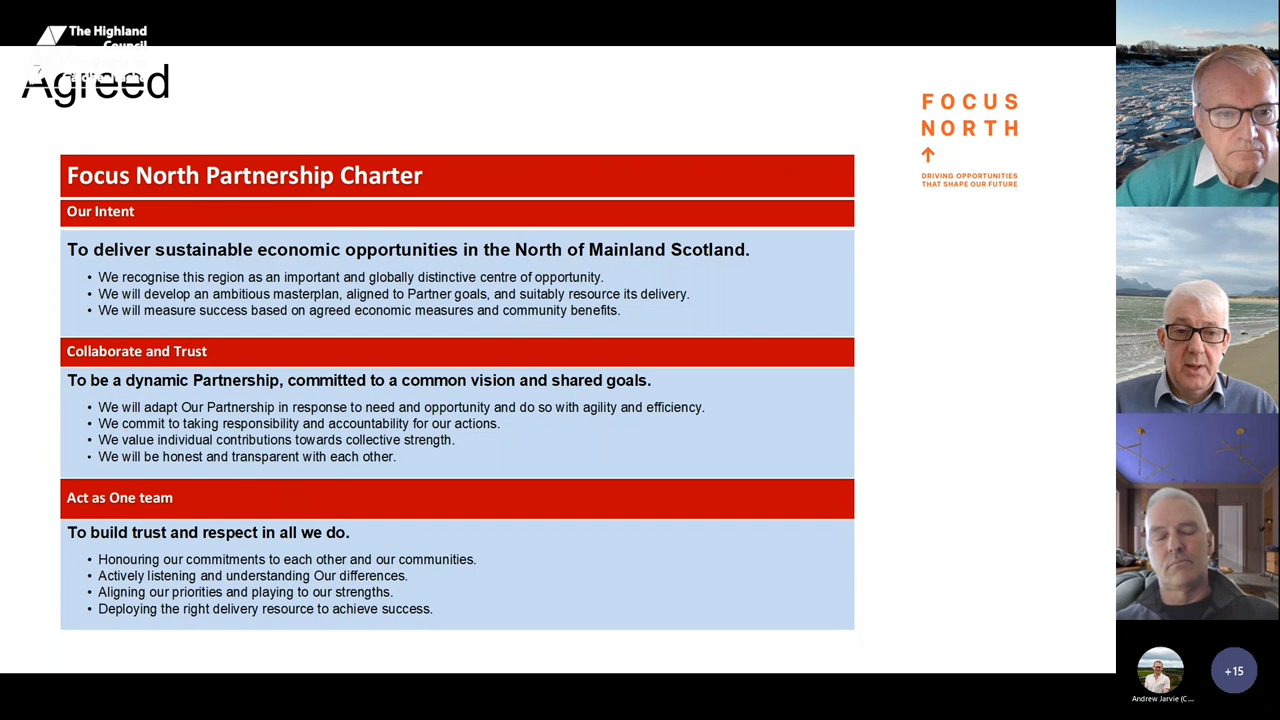 The Highland
Council
Agreed
FOCUS
NORTH
DRIVING OPPORTUNITIES
THAT SHAPE OUR FUTURE
Focus North Partnership Charter
Our Intent
To deliver sustainable economic opportunities in the North of Mainland Scotland.
• We recognise this region as an important and globally distinctive centre of opportunity.
• We will develop an ambitious masterplan, aligned to Partner goals, and suitably resource its delivery.
• We will measure success based on agreed economic measures and community benefits.
Collaborate and Trust
To be a dynamic Partnership, committed to a common vision and shared goals.
• We will adapt Our Partnership in response to need and opportunity and do so with agility and efficiency.
• We commit to taking responsibility and accountability for our actions.
• We value individual contributions towards collective strength.
• We will be honest and transparent with each other.
Act as One team
To build trust and respect in all we do.
• Honouring our commitments to each other and our communities.
• Actively listening and understanding Our differences.
• Aligning our priorities and playing to our strengths.
• Deploying the right delivery resource to achieve success.
+15
Andrew Jarvie (C...